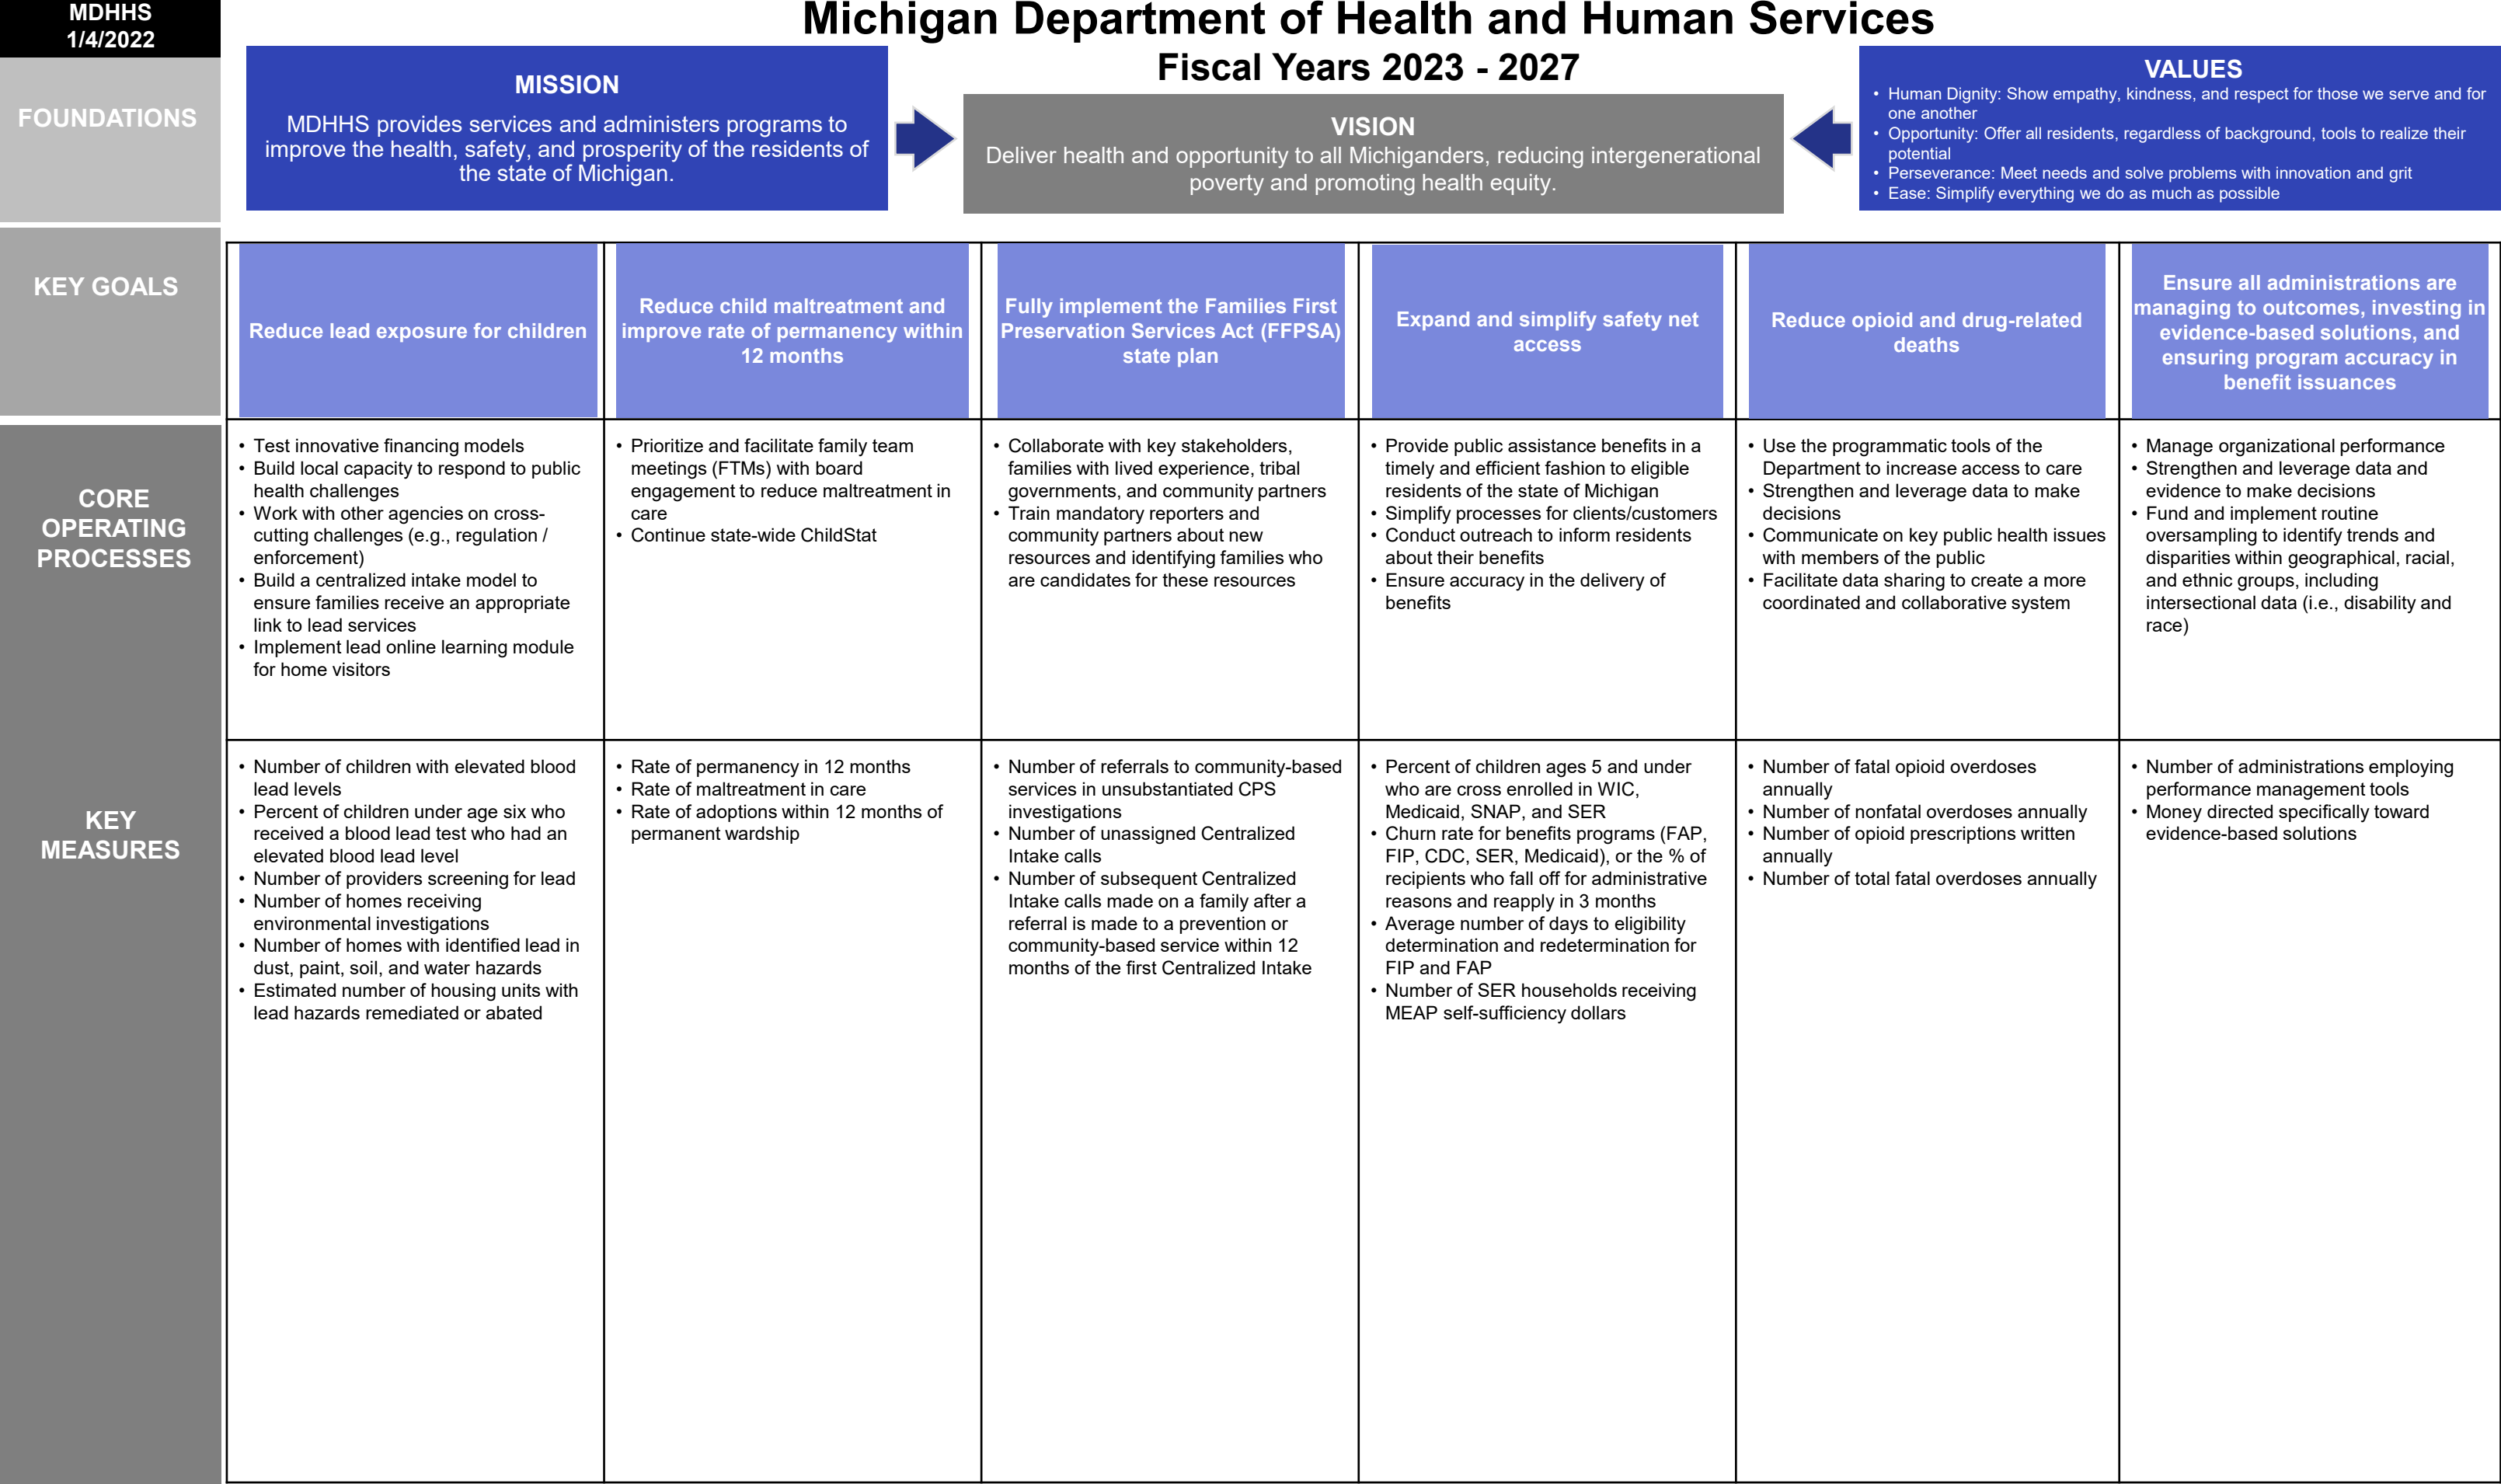 MDHHS
1/4/2022
Michigan Department of Health and Human Services
Fiscal Years 2023 - 2027
FOUNDATIONS
MISSION
MDHHS provides services and administers programs to
improve the health, safety, and prosperity of the residents of
the state of Michigan.
VISION
Deliver health and opportunity to all Michiganders, reducing intergenerational
poverty and promoting health equity.
VALUES
• Human Dignity: Show empathy, kindness, and respect for those we serve and for
one another
• Opportunity: Offer all residents, regardless of background, tools to realize their
potential
• Perseverance: Meet needs and solve problems with innovation and grit
• Ease: Simplify everything we do as much as possible
KEY GOALS
Reduce lead exposure for children
Reduce child maltreatment and
improve rate of permanency within
12 months
Fully implement the Families First
Preservation Services Act (FFPSA)
state plan
Expand and simplify safety net
access
Reduce opioid and drug-related
deaths
Ensure all administrations are
managing to outcomes, investing in
evidence-based solutions, and
ensuring program accuracy in
benefit issuances
CORE
OPERATING
PROCESSES
• Test innovative financing models
• Build local capacity to respond to public
health challenges
• Work with other agencies on cross-
cutting challenges (e.g., regulation /
enforcement)
• Build a centralized intake model to
ensure families receive an appropriate
link to lead services
• Implement lead online learning module
for home visitors
• Prioritize and facilitate family team
meetings (FTMs) with board
engagement to reduce maltreatment in
care
• Continue state-wide ChildStat
• Collaborate with key stakeholders,
families with lived experience, tribal
governments, and community partners
• Train mandatory reporters and
community partners about new
resources and identifying families who
are candidates for these resources
• Provide public assistance benefits in a
timely and efficient fashion to eligible
residents of the state of Michigan
• Simplify processes for clients/customers
• Conduct outreach to inform residents
about their benefits
• Ensure accuracy in the delivery of
benefits
• Use the programmatic tools of the
Department to increase access to care
• Strengthen and leverage data to make
decisions
• Communicate on key public health issues
with members of the public
• Facilitate data sharing to create a more
coordinated and collaborative system
• Manage organizational performance
• Strengthen and leverage data and
evidence to make decisions
• Fund and implement routine
oversampling to identify trends and
disparities within geographical, racial,
and ethnic groups, including
intersectional data (i.e., disability and
race)
KEY
MEASURES
• Number of children with elevated blood
lead levels
• Percent of children under age six who
received a blood lead test who had an
elevated blood lead level
• Number of providers screening for lead
• Number of homes receiving
environmental investigations
• Number of homes with identified lead in
dust, paint, soil, and water hazards
• Estimated number of housing units with
lead hazards remediated or abated
• Rate of permanency in 12 months
• Rate of maltreatment in care
• Rate of adoptions within 12 months of
permanent wardship
• Number of referrals to community-based
services in unsubstantiated CPS
investigations
• Number of unassigned Centralized
Intake calls
• Number of subsequent Centralized
Intake calls made on a family after a
referral is made to a prevention or
community-based service within 12
months of the first Centralized Intake
• Percent of children ages 5 and under
who are cross enrolled in WIC,
Medicaid, SNAP, and SER
• Churn rate for benefits programs (FAP,
FIP, CDC, SER, Medicaid), or the % of
recipients who fall off for administrative
reasons and reapply in 3 months
• Average number of days to eligibility
determination and redetermination for
FIP and FAP
• Number of SER households receiving
MEAP self-sufficiency dollars
• Number of fatal opioid overdoses
annually
• Number of nonfatal overdoses annually
• Number of opioid prescriptions written
annually
• Number of total fatal overdoses annually
• Number of administrations employing
performance management tools
• Money directed specifically toward
evidence-based solutions